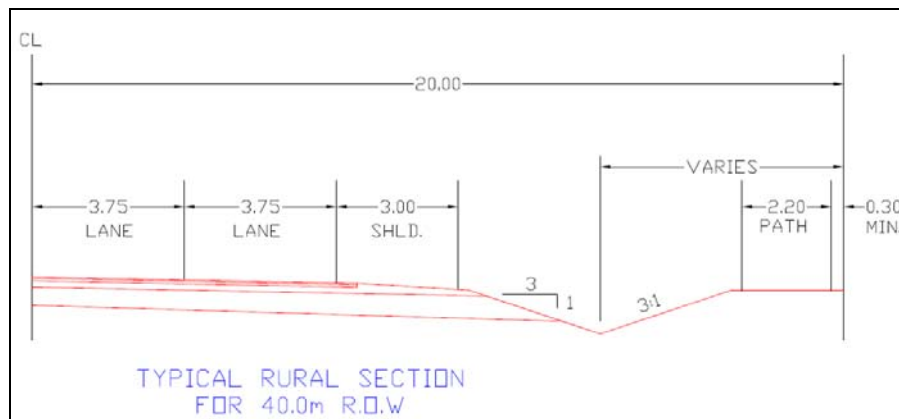 CL
20.00
VARIES
3.75 3.75 3.00 2.20 0.30
LANE LANE SHLD. PATH MIN.
3
1
3:1
TYPICAL RURAL SECTION
FOR 40.0m R.O.W